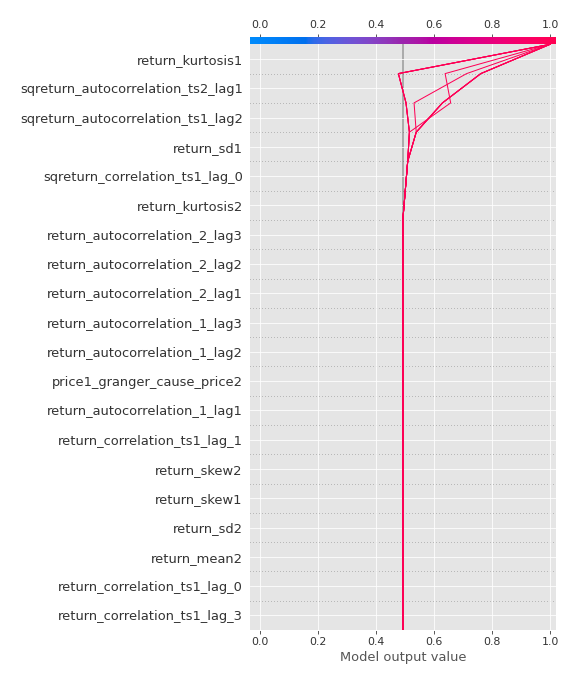 0.0 0.2 0.4 0.6 0.8 1.0
return_kurtosis1
sqreturn_autocorrelation_ts2_lag1
sqreturn_autocorrelation_ts1_lag2
return_sd1
sqreturn_correlation_ts1_lag_0
return_kurtosis2
return_autocorrelation_2_lag3
return_autocorrelation_2_lag2
return_autocorrelation_2_lag1
return_autocorrelation_1_lag3
return_autocorrelation_1_lag2
price1_granger_cause_price2
return_autocorrelation_1_lag1
return_correlation_ts1_lag_1
return_skew2
return_skew1
return_sd2
return_mean2
return_correlation_ts1_lag_0
return_correlation_ts1_lag_3
0.0 0.2 0.4 0.6 0.8 1.0
Model output value